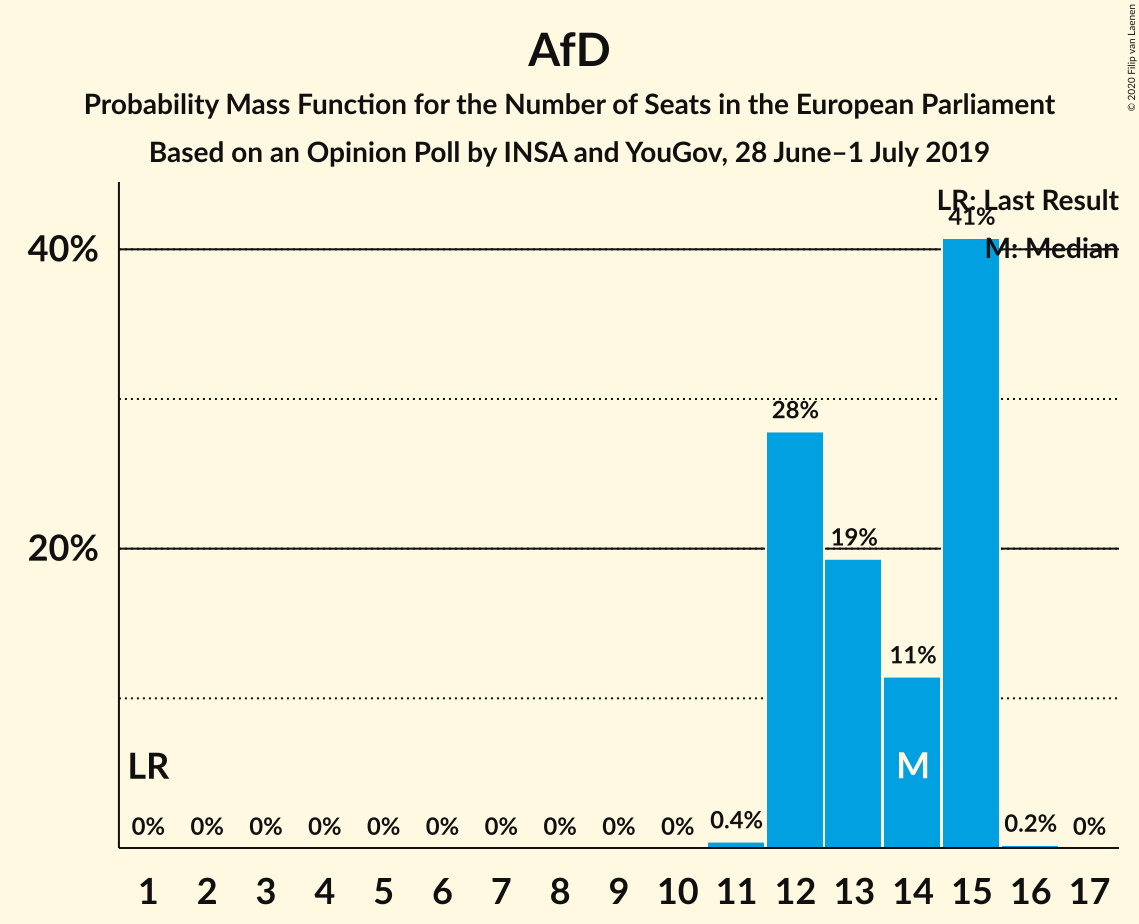 AfD
Probability Mass Function for the Number of Seats in the European Parliament
Based on an Opinion Poll by INSA and YouGov, 28 June–1 July 2019
© 2020 Filip van Laenen
LR: Last Result
M: Median
40%
20%
41%
28%
19%
11%
LR
M
0% 0% 0% 0% 0% 0% 0% 0% 0% 0% 0.4% 0.2% 0%
1 2 3 4 5 6 7 8 9 10 11 12 13 14 15 16 17